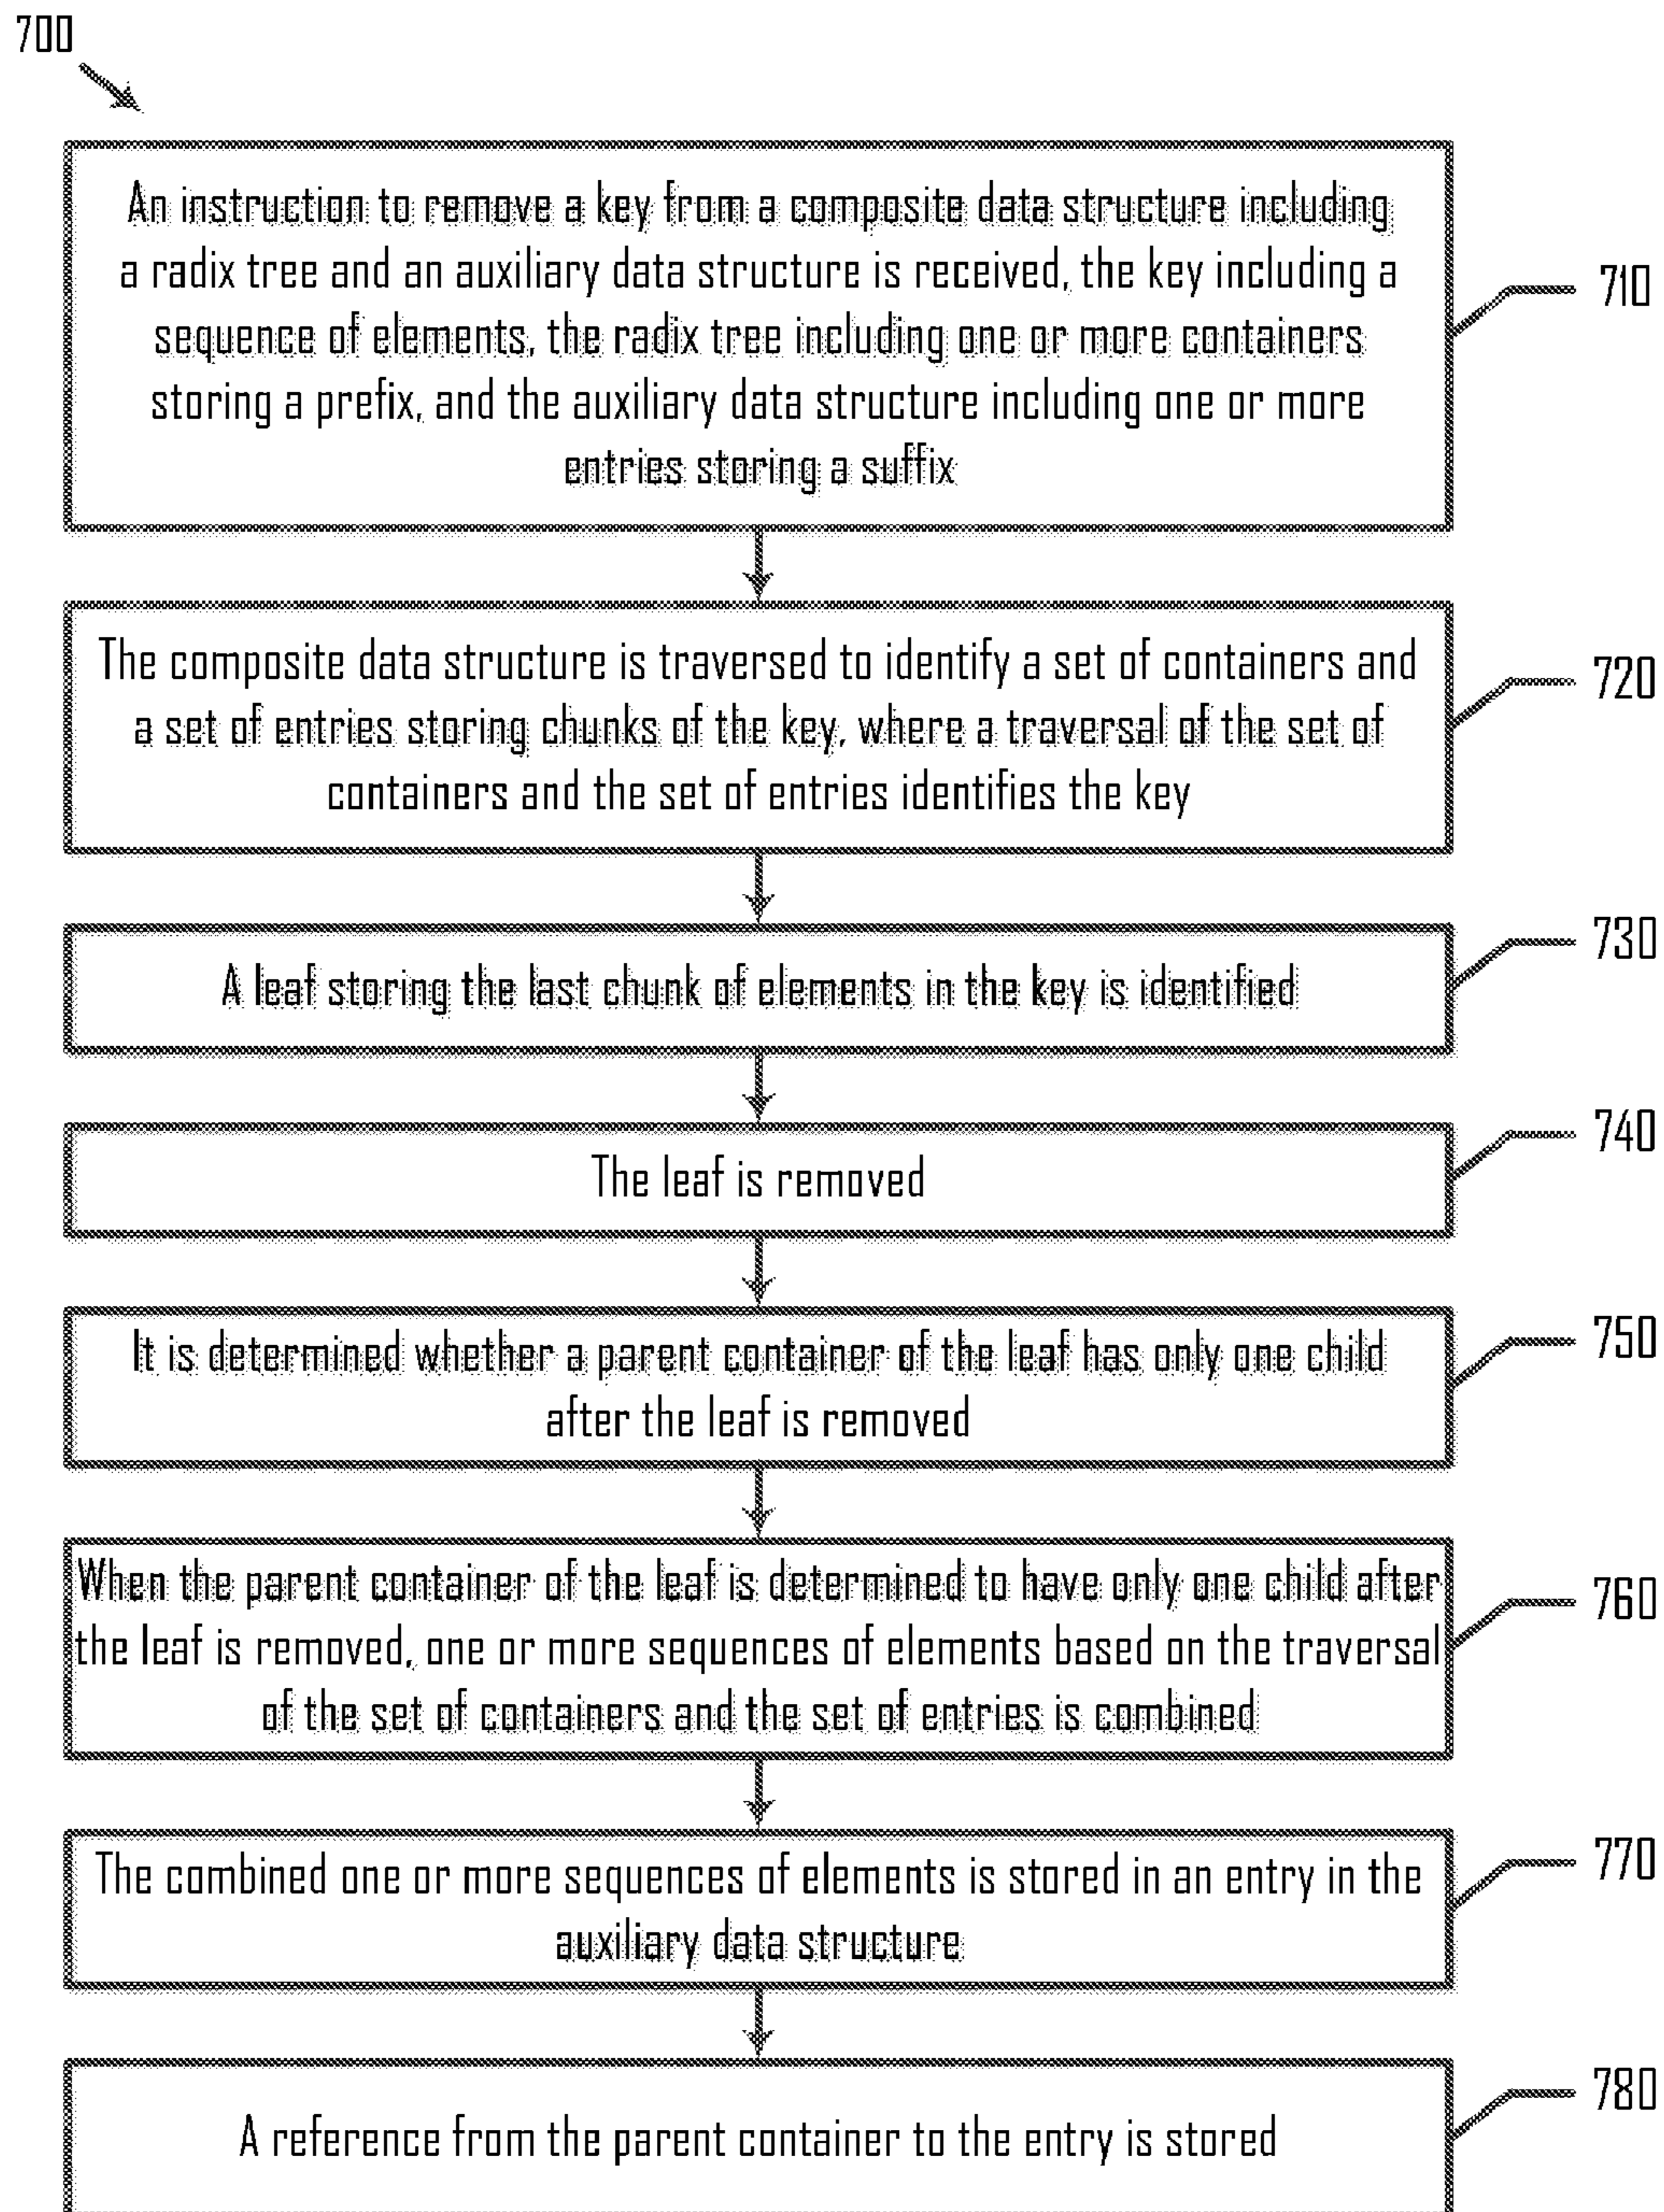 700
An instruction to remove a key from a composite data structure including
a radix tree and an auxiliary data structure is received, the key including a
sequence of elements, the radix tree including one or more containers
storing a prefix, and the auxiliary data structure including one or more
entries storing a suffix
710
The composite data structure is traversed to identify a set of containers and
a set of entries storing chunks of the key, where a traversal of the set of
containers and the set of entries identifies the key
720
A leaf storing the last chunk of elements in the key is identified
730
The leaf is removed
740
It is determined whether a parent container of the leaf has only one child
after the leaf is removed
750
When the parent container of the leaf is determined to have only one child after
the leaf is removed, one or more sequences of elements based on the traversal
of the set of containers and the set of entries is combined
760
The combined one or more sequences of elements is stored in an entry in the
auxiliary data structure
770
A reference from the parent container to the entry is stored
780